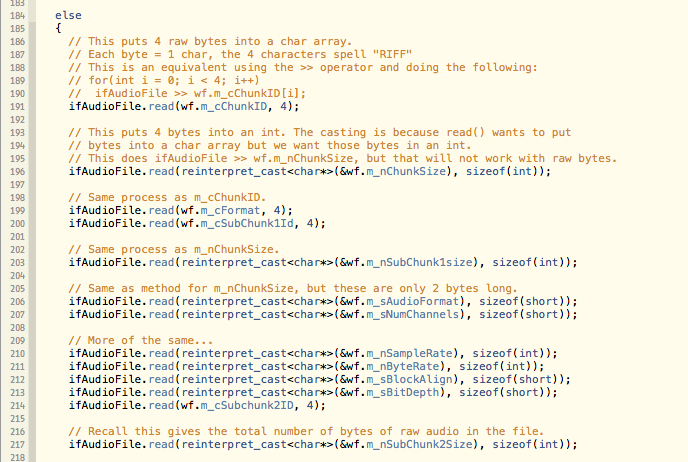 183
184 else
185 {
186 // This puts 4 raw bytes into a char array.
187 // Each byte = 1 char, the 4 characters spell "RIFF"
188 // This is an equivalent using the >> operator and doing the following:
189 // for(int i = 0; i < 4; i++)
190 //  ifAudioFile >> wf.m_cChunkID[i];
191 ifAudioFile.read(wf.m_cChunkID, 4);
192
193 // This puts 4 bytes into an int. The casting is because read() wants to put
194 // bytes into a char array but we want those bytes in an int.
195 // This does ifAudioFile >> wf.m_nChunkSize, but that will not work with raw bytes.
196 ifAudioFile.read(reinterpret_cast<char*>(&wf.m_nChunkSize), sizeof(int));
197
198 // Same process as m_cChunkID.
199 ifAudioFile.read(wf.m_cFormat, 4);
200 ifAudioFile.read(wf.m_cSubChunk1Id, 4);
201
202 // Same process as m_nChunkSize.
203 ifAudioFile.read(reinterpret_cast<char*>(&wf.m_nSubChunk1size), sizeof(int));
204
205 // Same as method for m_nChunkSize, but these are only 2 bytes long.
206 ifAudioFile.read(reinterpret_cast<char*>(&wf.m_sAudioFormat), sizeof(short));
207 ifAudioFile.read(reinterpret_cast<char*>(&wf.m_sNumChannels), sizeof(short));
208
209 // More of the same...
210 ifAudioFile.read(reinterpret_cast<char*>(&wf.m_nSampleRate), sizeof(int));
211 ifAudioFile.read(reinterpret_cast<char*>(&wf.m_nByteRate), sizeof(int));
212 ifAudioFile.read(reinterpret_cast<char*>(&wf.m_sBlockAlign), sizeof(short));
213 ifAudioFile.read(reinterpret_cast<char*>(&wf.m_sBitDepth), sizeof(short));
214 ifAudioFile.read(wf.m_cSubchunk2ID, 4);
215
216 // Recall this gives the total number of bytes of raw audio in the file.
217 ifAudioFile.read(reinterpret_cast<char*>(&wf.m_nSubChunk2Size), sizeof(int));
218